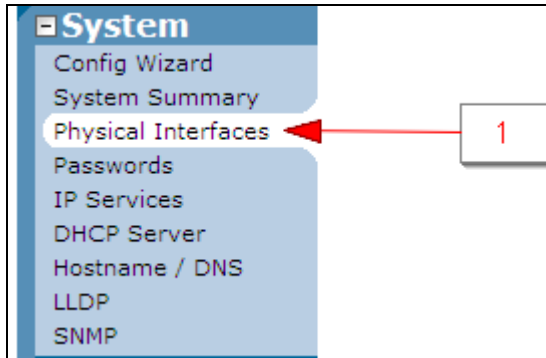 System
Config Wizard
System Summary
Physical Interfaces
1
Passwords
IP Services
DHCP Server
Hostname / DNS
LLDP
SNMP